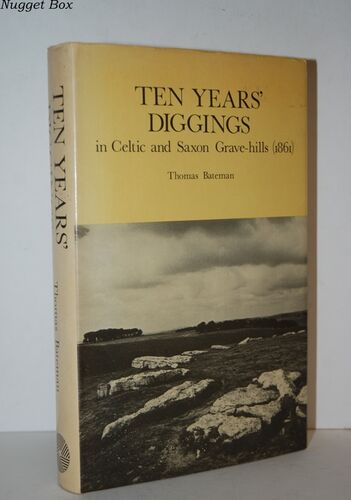 Nugget Box
TEN YEARS'
DIGGINGS
in Celtic and Saxon Grave-hills (1861)
Thomas Bateman
TEN YEARS'
Thomas Bateman